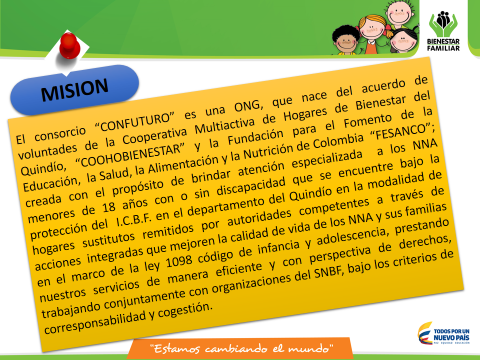 BIENESTAR
FAMILIAR
MISION
El consorcio “CONFUTURO” es una ONG, que nace del acuerdo de
voluntades de la Cooperativa Multiactiva de Hogares de Bienestar del
Quindío, “COOHOBIENESTAR” y la Fundación para el Fomento de la
Educación, la Salud, la Alimentación y la Nutrición de Colombia “FESANCO”;
creada con el propósito de brindar atención especializada a los NNA
menores de 18 años con o sin discapacidad que se encuentre bajo la
protección del I.C.B.F. en el departamento del Quindío en la modalidad de
hogares sustitutos remitidos por autoridades competentes a través de
acciones integradas que mejoren la calidad de vida de los NNA y sus familias
en el marco de la ley 1098 código de infancia y adolescencia, prestando
nuestros servicios de manera eficiente y con perspectiva de derechos,
trabajando conjuntamente con organizaciones del SNBF, bajo los criterios de
corresponsabilidad y cogestión.
"Estamos cambiando el mundo"
TODOS POR UN
NUEVO PAÍS
PAZ EQUIDAD EDUCACIÓN